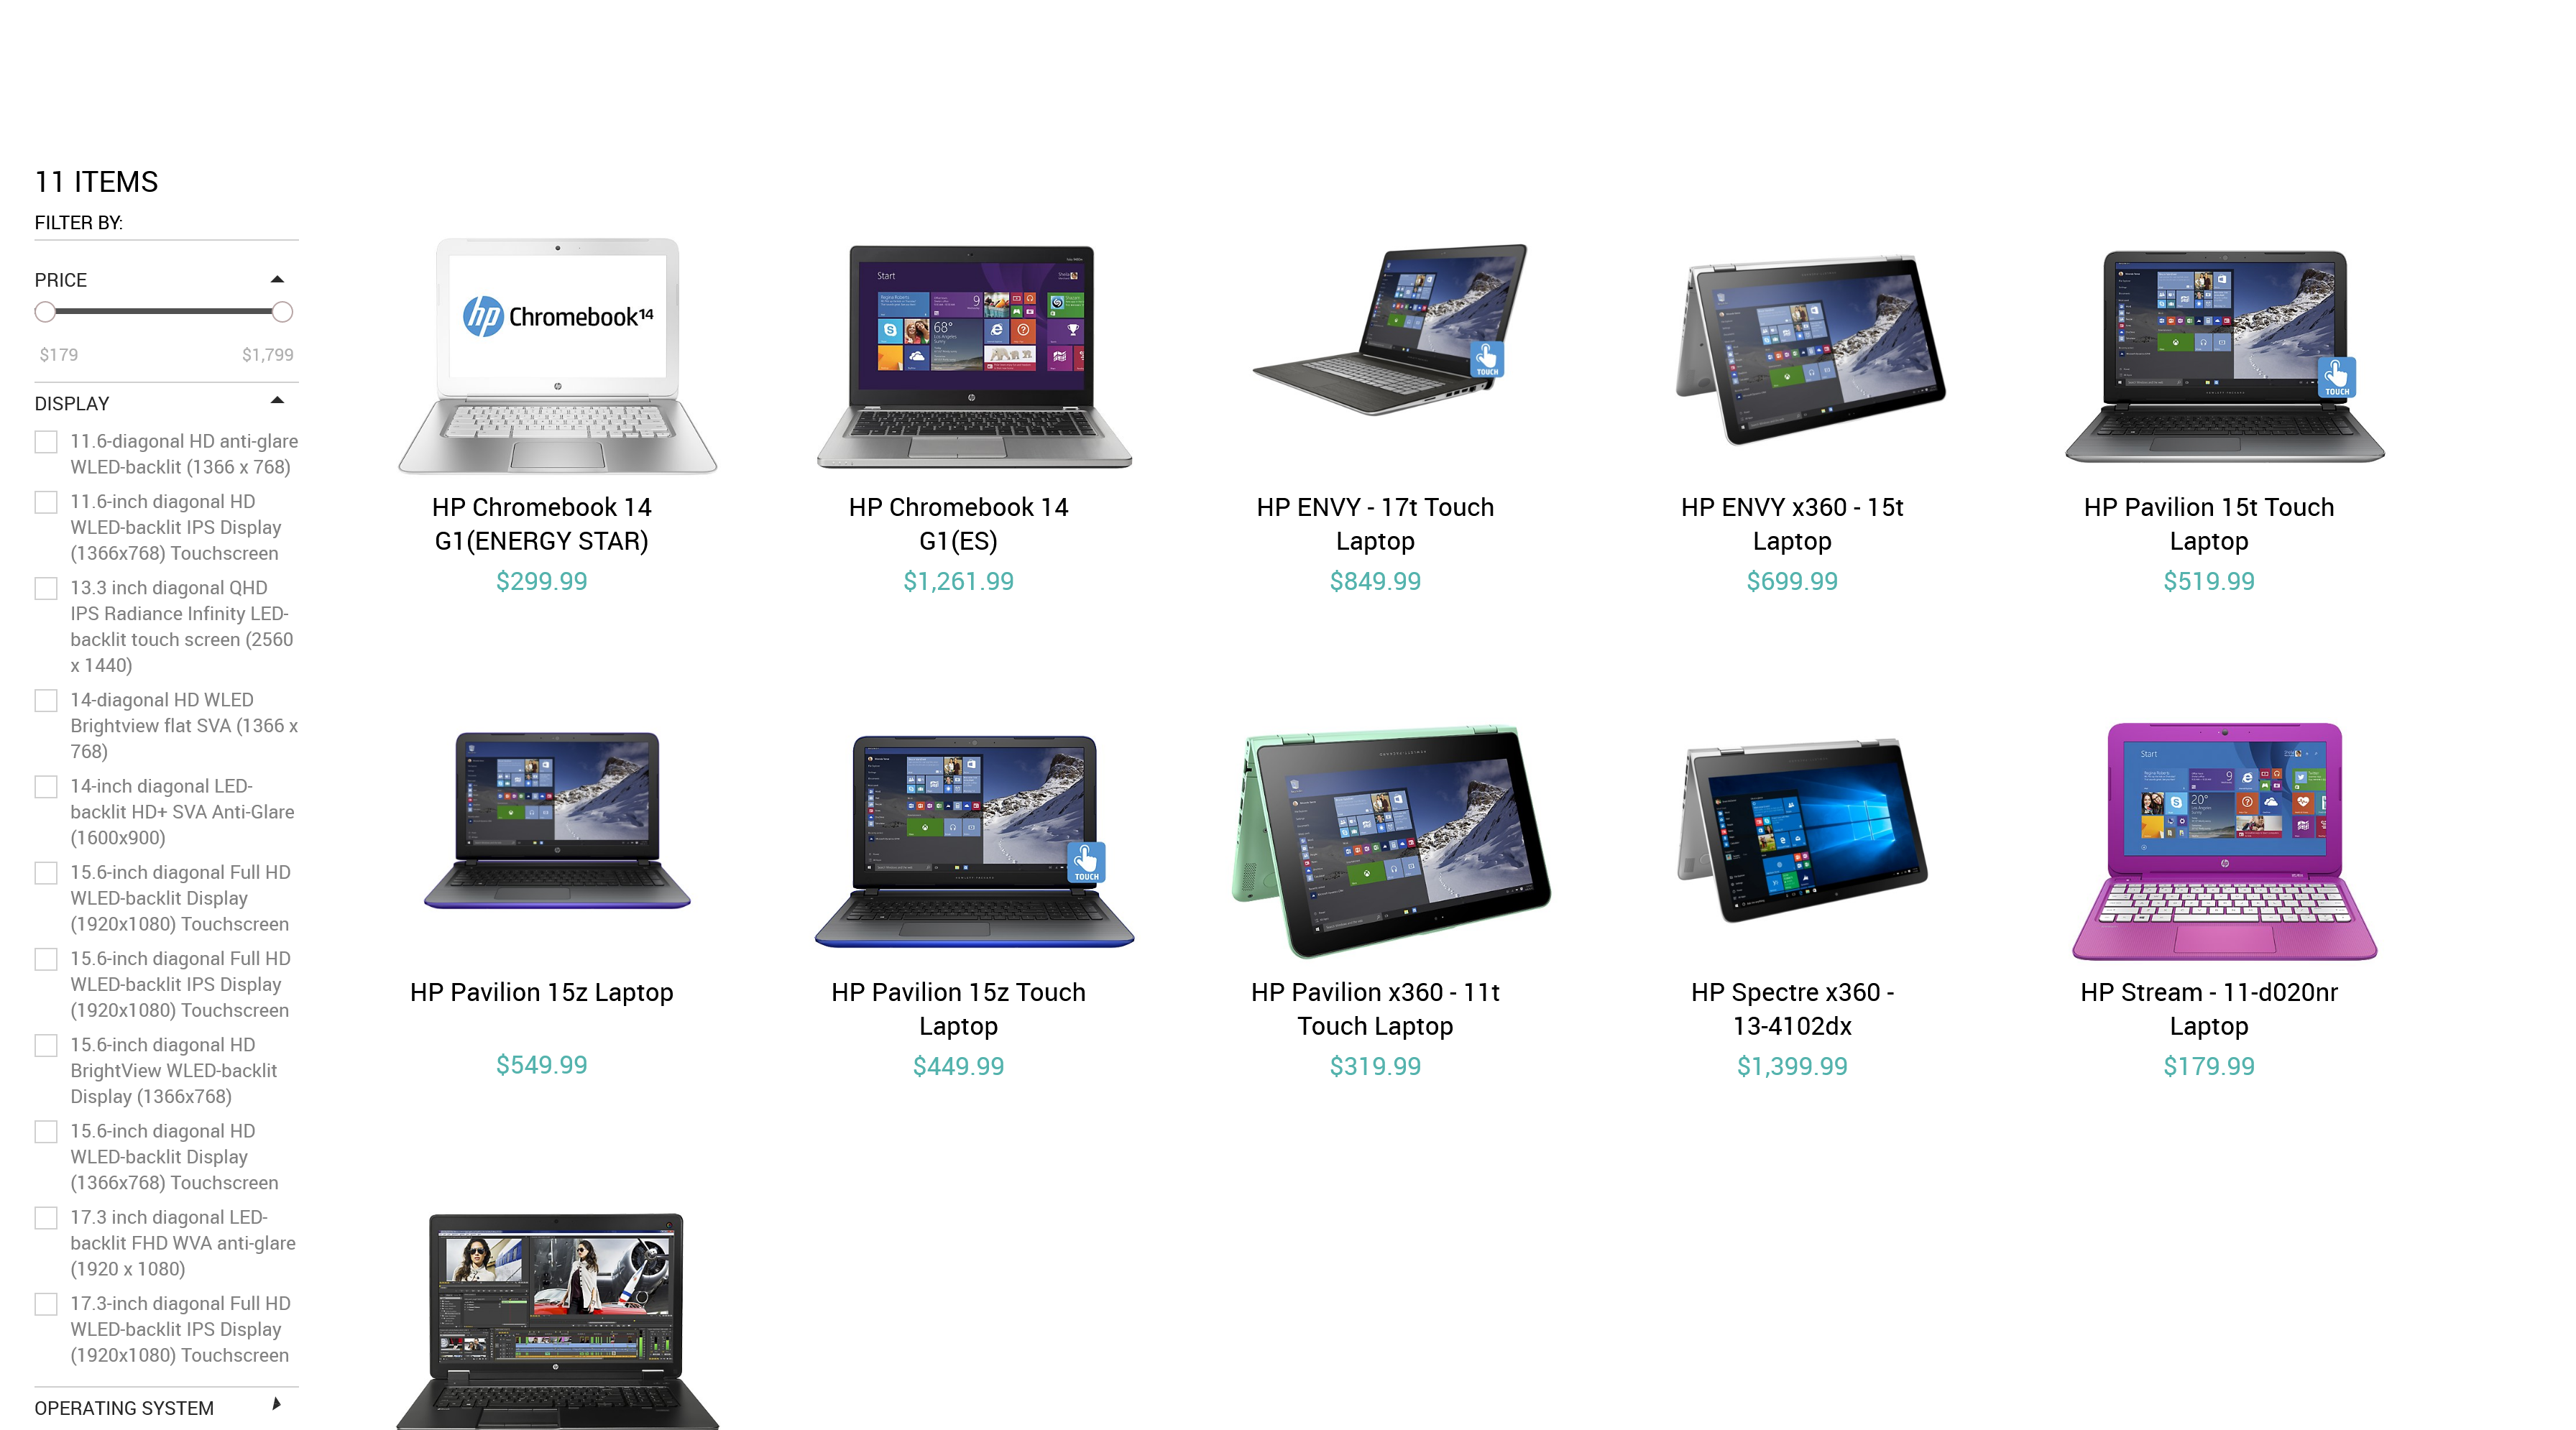 11 ITEMS
FILTER BY:
PRICE
$179
$1,799
DISPLAY
11.6-diagonal HD anti-glare
WLED-backlit (1366 x 768)
11.6-inch diagonal HD
WLED-backlit IPS Display
(1366x768) Touchscreen
13.3 inch diagonal QHD
IPS Radiance Infinity LED-
backlit touch screen (2560
x 1440)
14-diagonal HD WLED
Brightview flat SVA (1366 x
768)
14-inch diagonal LED-
backlit HD+ SVA Anti-Glare
(1600x900)
15.6-inch diagonal Full HD
WLED-backlit Display
(1920x1080) Touchscreen
15.6-inch diagonal Full HD
WLED-backlit IPS Display
(1920x1080) Touchscreen
15.6-inch diagonal HD
BrightView WLED-backlit
Display (1366x768)
15.6-inch diagonal HD
WLED-backlit Display
(1366x768) Touchscreen
17.3 inch diagonal LED-
backlit FHD WVA anti-glare
(1920 x 1080)
17.3-inch diagonal Full HD
WLED-backlit IPS Display
(1920x1080) Touchscreen
OPERATING SYSTEM
hp Chromebook14
HP Chromebook 14
G1(ENERGY STAR)
$299.99
Start
9
68°
HP Chromebook 14
G1(ES)
$1,261.99
TOUCH
HP ENVY - 17t Touch
Laptop
$849.99
HP ENVY x360 - 15t
Laptop
$699.99
TOUCH
HP Pavilion 15t Touch
Laptop
$519.99
HP Pavilion 15z Laptop
$549.99
TOUCH
HP Pavilion 15z Touch
Laptop
$449.99
HP Pavilion x360 - 11t
Touch Laptop
$319.99
HP Spectre x360 -
13-4102dx
$1,399.99
Start
9
20°
HP Stream - 11-d020nr
Laptop
$179.99